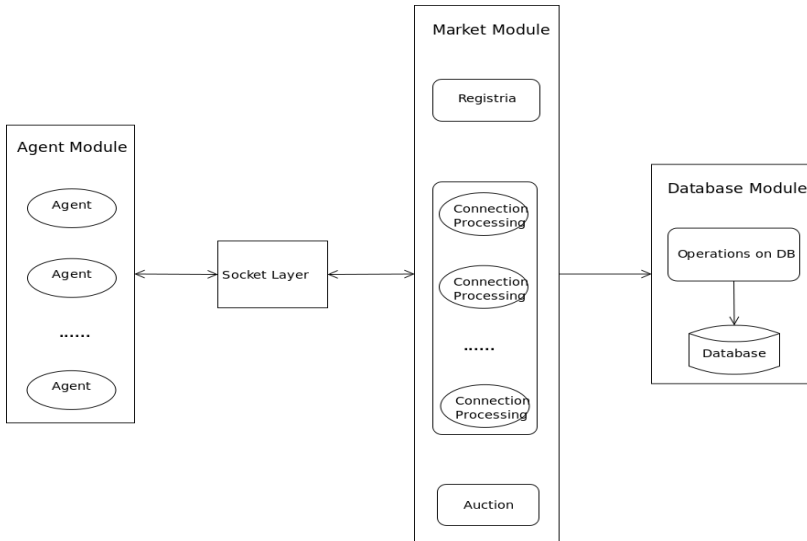 Market Module
Registria
Agent Module
Agent
Agent
......
Agent
Socket Layer
Connection
Processing
Connection
Processing
......
Connection
Processing
Auction
Database Module
Operations on DB
Database